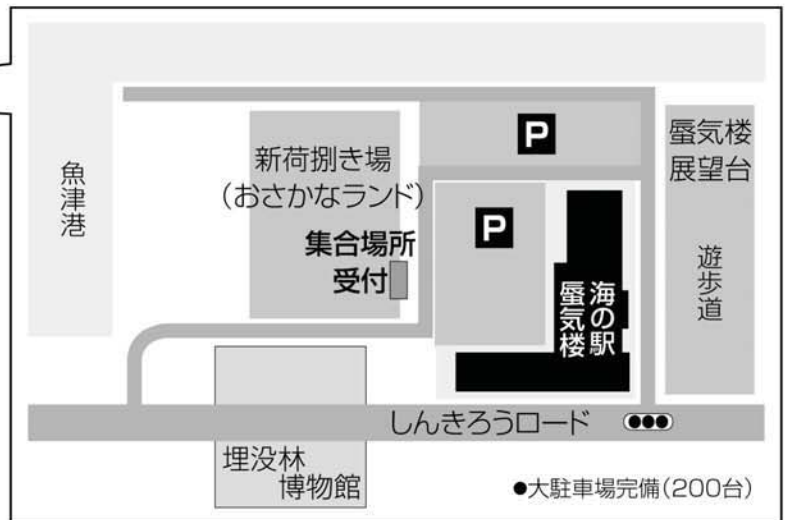 魚津港
新荷捌き場
(おさかなランド)
集合場所
受付
P
P
海の駅
蜃気楼
蜃気楼
展望台
遊歩道
しんきろうロード
埋没林
博物館
●大駐車場完備(200台)